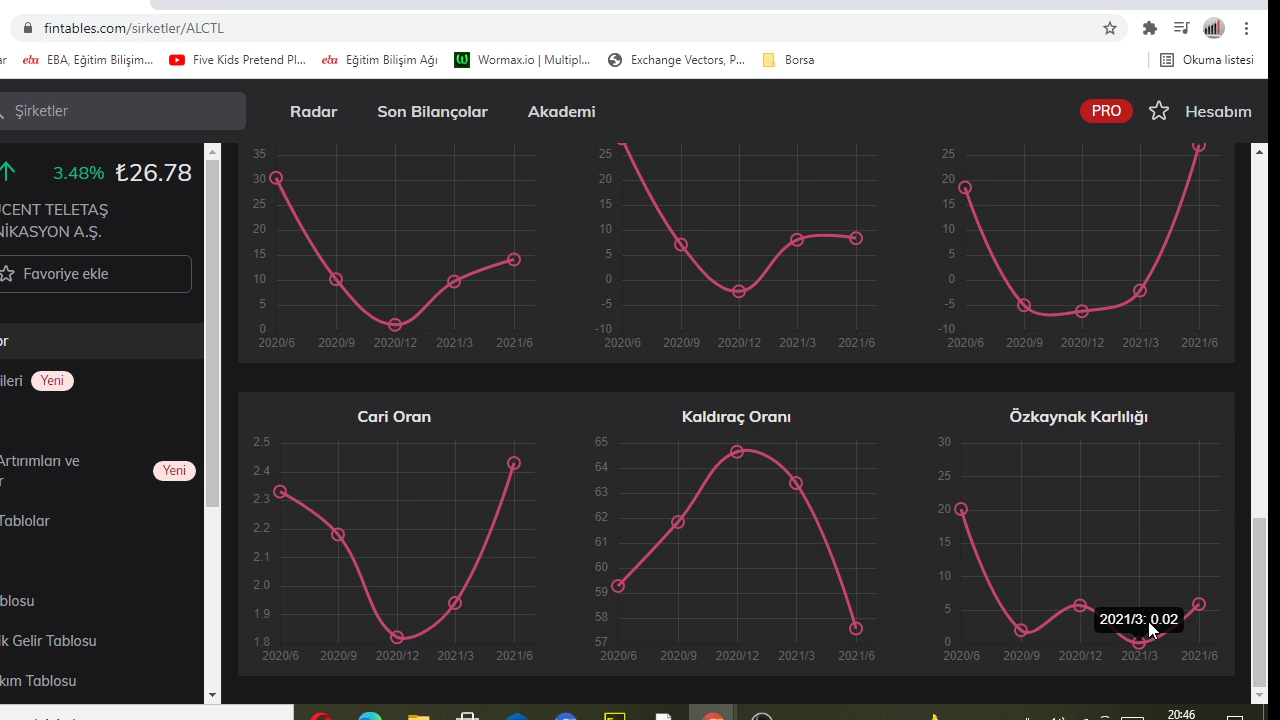 fintables.com/sirketler/ALCTL
ar
eba EBA, Eğitim Bilişim...
Five Kids Pretend Pl...
eba Eğitim Bilişim Ağı
W Wormax.io | Multipl...
Exchange Vectors, P...
Borsa
Okuma listesi
Şirketler
Radar
Son Bilançolar
Akademi
PRO
Hesabım
3.48% ₺26.78
UCENT TELETAŞ
NİKASYON A.Ş.
Favoriye ekle
or
ileri Yeni
Artırımları ve
r
Yeni
Tablolar
blosu
ik Gelir Tablosu
kım Tablosu
35
30
25
20
15
10
5
0
2020/6 2020/9 2020/12 2021/3 2021/6
25
20
15
10
5
0
-5
-10
2020/6 2020/9 2020/12 2021/3 2021/6
25
20
15
10
5
0
-5
-10
2020/6 2020/9 2020/12 2021/3 2021/6
Cari Oran
2.5
2.4
2.3
2.2
2.1
2.0
1.9
1.8
2020/6 2020/9 2020/12 2021/3 2021/6
Kaldıraç Oranı
65
64
63
62
61
60
59
58
57
2020/6 2020/9 2020/12 2021/3 2021/6
Özkaynak Karlılığı
30
25
20
15
10
5
0
2021/3: 0.02
2020/6 2020/9 2020/12 2021/3 2021/6
20:46